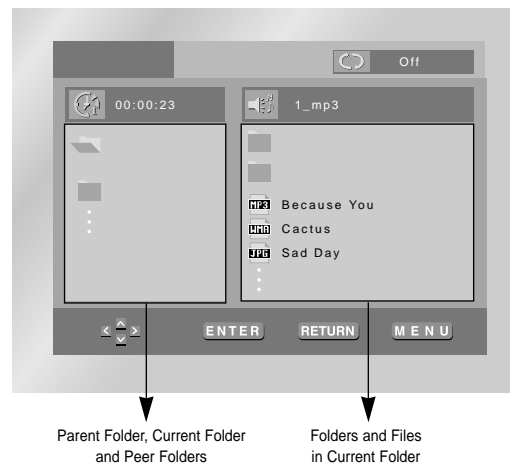 Off
00:00:23
1_mp3
MP3 Because You
WMA Cactus
JPG Sad Day
ENTER RETURN MENU
Parent Folder, Current Folder
and Peer Folders
Folders and Files
in Current Folder